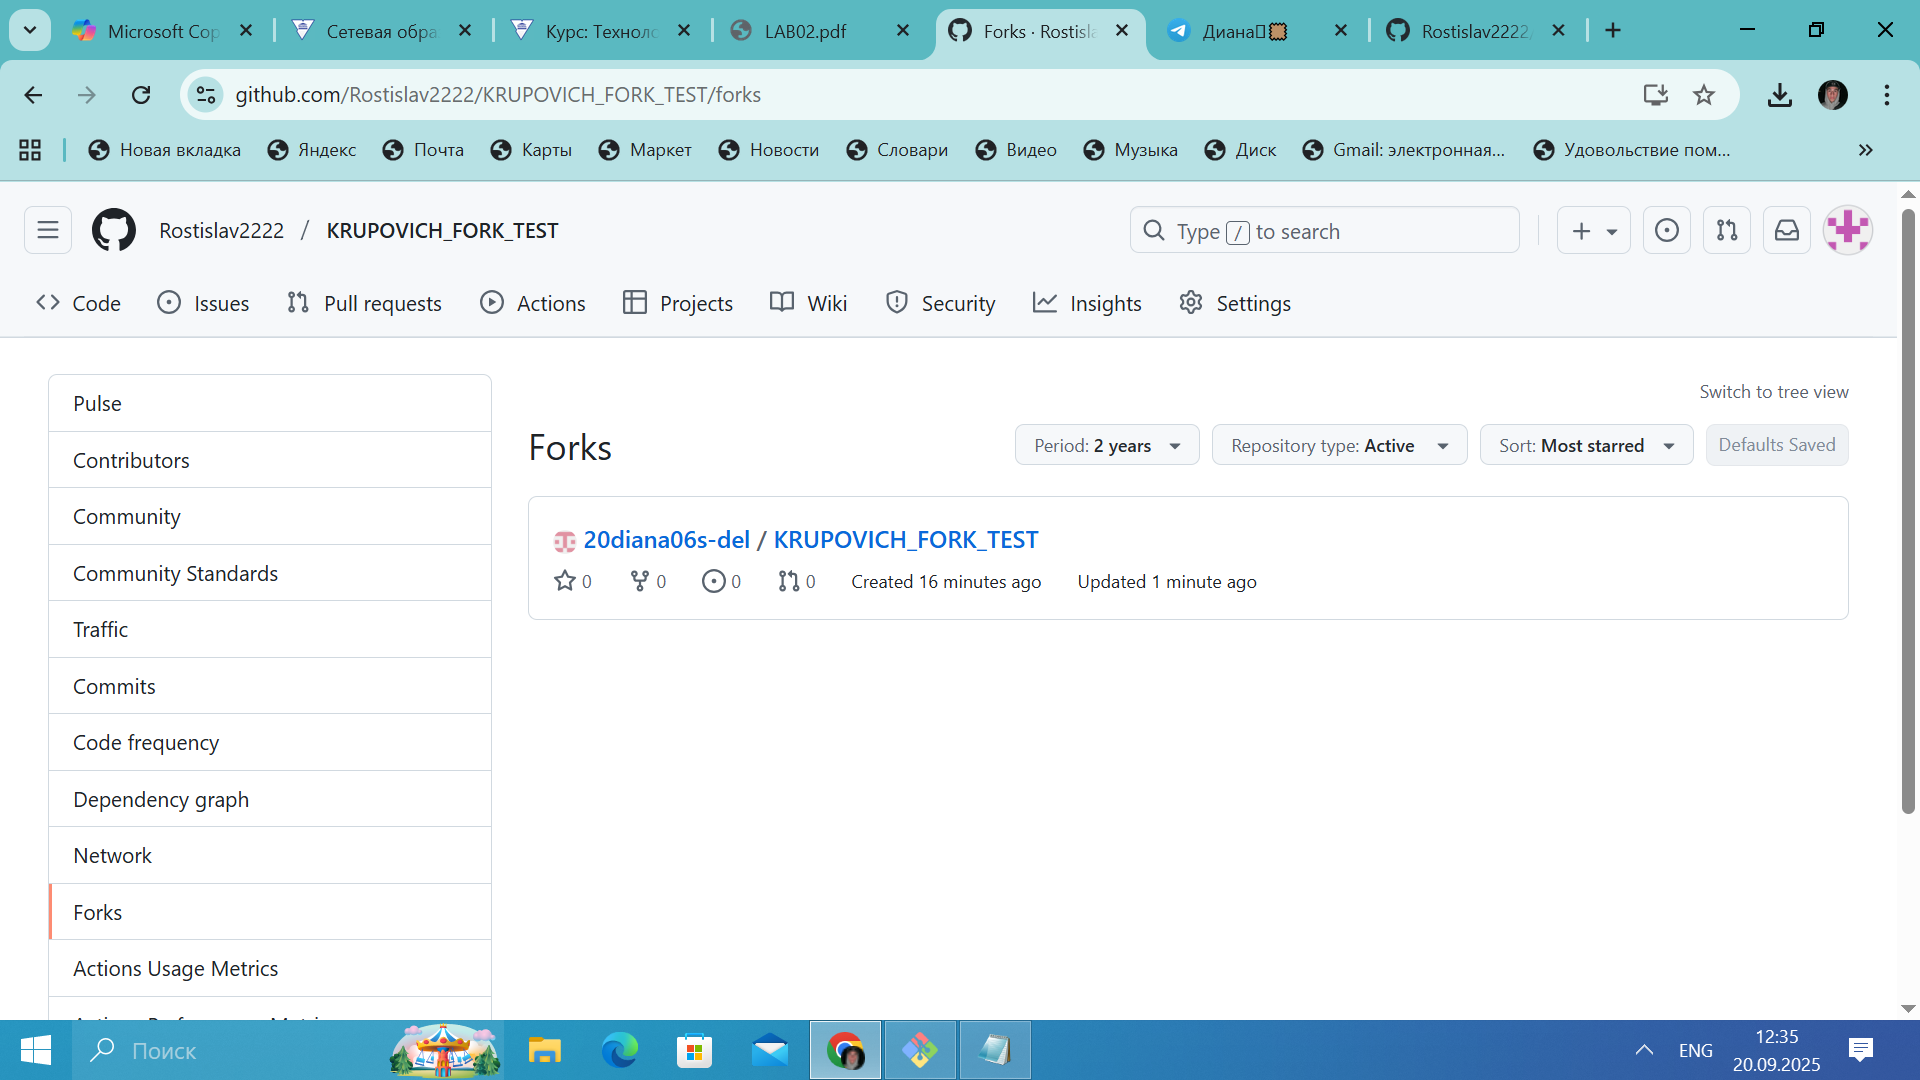 Microsoft Cop
Сетевая обра
Курс: Техноло
LAB02.pdf
Forks · Rostisla
Диана
Rostislav2222/
github.com/Rostislav2222/KRUPOVICH_FORK_TEST/forks
Новая вкладка
Яндекс
Почта
Карты
Маркет
Новости
Словари
Видео
Музыка
Диск
Gmail: электронная...
Удовольствие пом...
Rostislav2222 / KRUPOVICH_FORK_TEST
Type / to search
Code
Issues
Pull requests
Actions
Projects
Wiki
Security
Insights
Settings
Pulse
Contributors
Community
Community Standards
Traffic
Commits
Code frequency
Dependency graph
Network
Forks
Actions Usage Metrics
Switch to tree view
Forks
Period: 2 years
Repository type: Active
Sort: Most starred
Defaults Saved
20diana06s-del / KRUPOVICH_FORK_TEST
0 0 0 0 Created 16 minutes ago Updated 1 minute ago
Поиск
ENG
12:35
20.09.2025